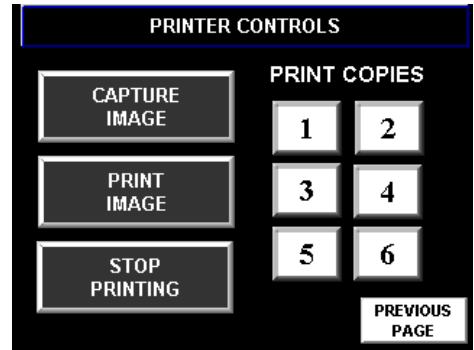 PRINTER CONTROLS
CAPTURE
IMAGE
PRINT
IMAGE
STOP
PRINTING
PRINT COPIES
1 2
3 4
5 6
PREVIOUS
PAGE